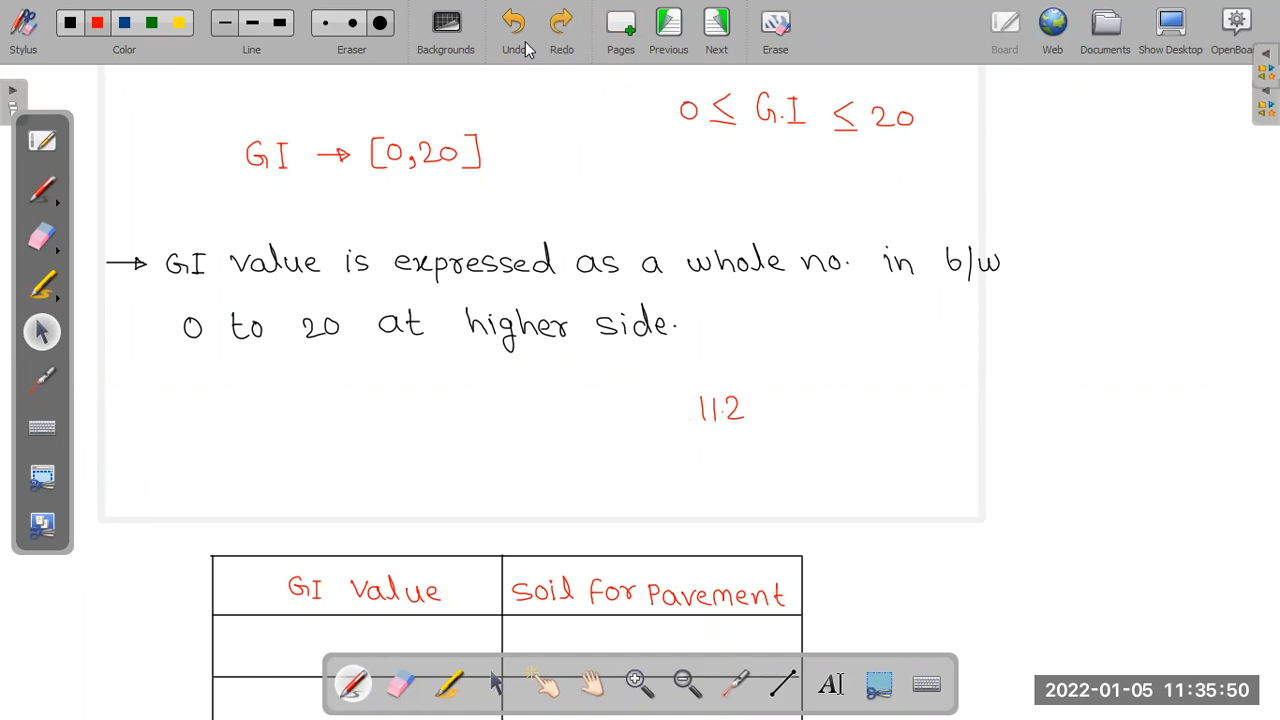 Stylus Color Line Eraser Backgrounds Undo Redo Pages Previous Next Erase Board Web Documents Show Desktop OpenBoard
0 ≤ G.I ≤ 20
GI → [0,20]
→ GI value is expressed as a whole no. in b/w
0 to 20 at higher side.
11.2
GI Value Soil for Pavement
2022-01-05 11:35:50